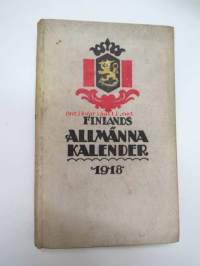 FINLANDS
ALLMÄNNA
KALENDER
1918